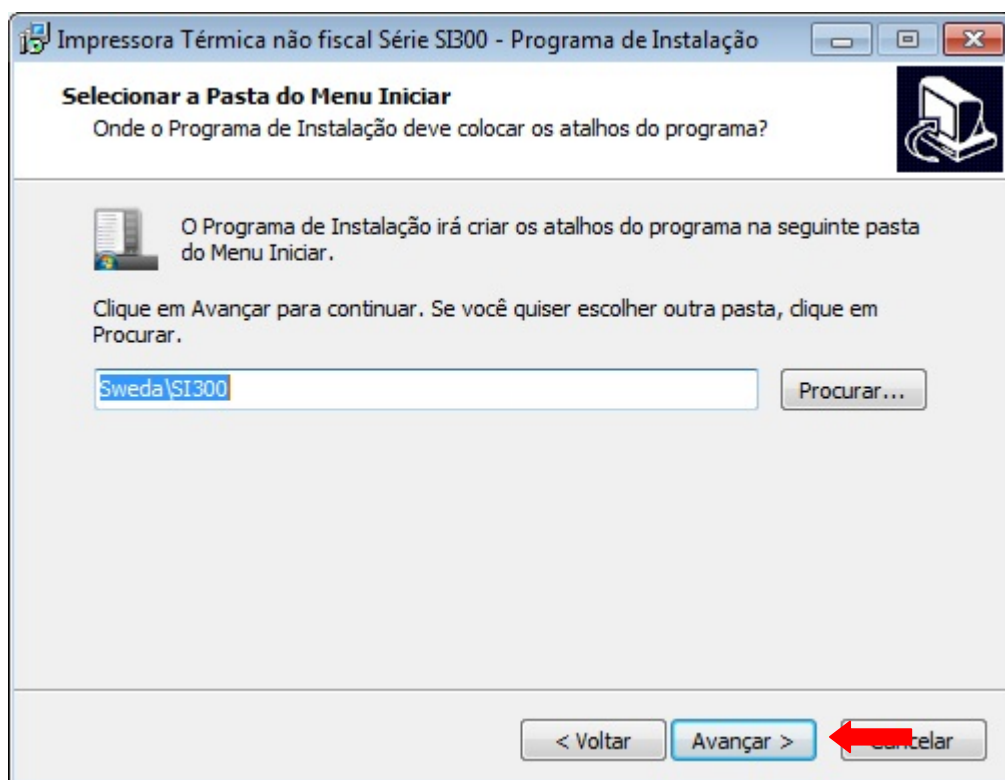 Impressora Térmica não fiscal Série SI300 - Programa de Instalação
Selecionar a Pasta do Menu Iniciar
Onde o Programa de Instalação deve colocar os atalhos do programa?
O Programa de Instalação irá criar os atalhos do programa na seguinte pasta
do Menu Iniciar.
Clique em Avançar para continuar. Se você quiser escolher outra pasta, clique em
Procurar.
Sweda\SI300
Procurar...
< Voltar
Avançar >
Cancelar